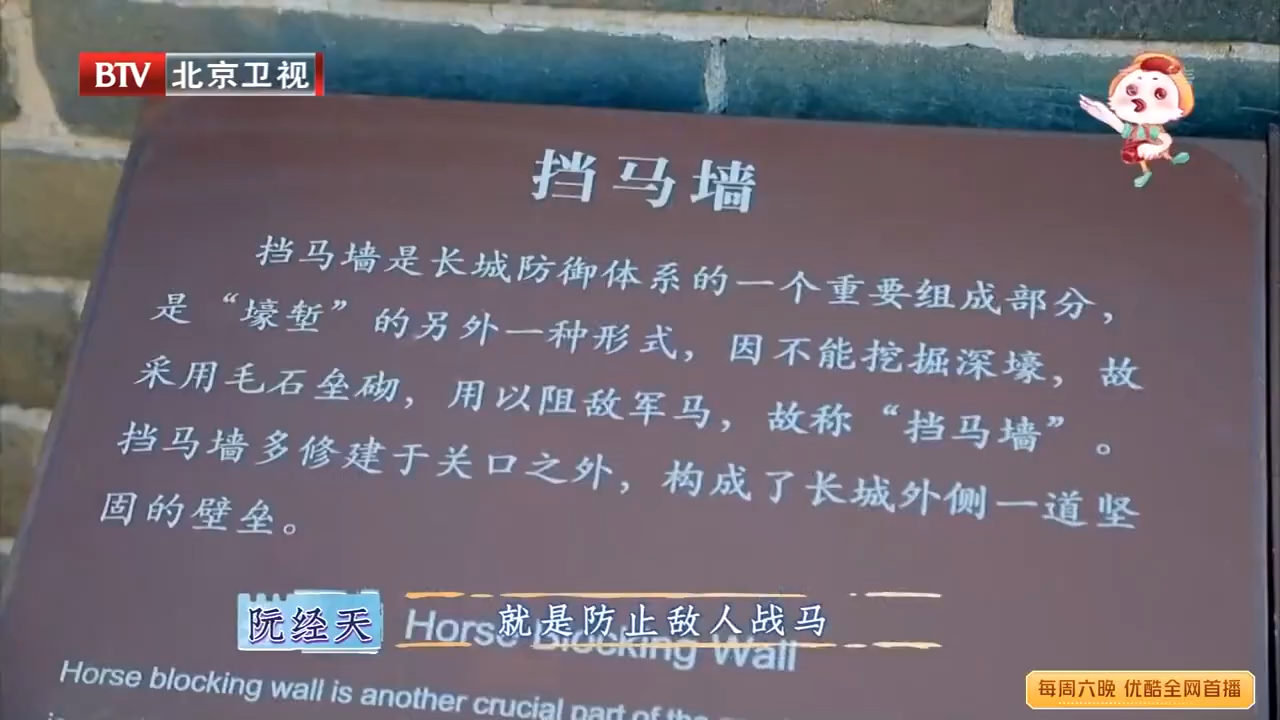 BTV 北京卫视
挡马墙
挡马墙是长城防御体系的一个重要组成部分，
是“壕堑”的另外一种形式，因不能挖掘深壕，故
采用毛石垒砌，用以阻敌军马，故称“挡马墙”。
挡马墙多修建于关口之外，构成了长城外侧一道坚
固的壁垒。
阮经天
就是防止敌人战马
Horse Blocking Wall
Horse blocking wall is another crucial part of the
每周六晚 优酷全网首播